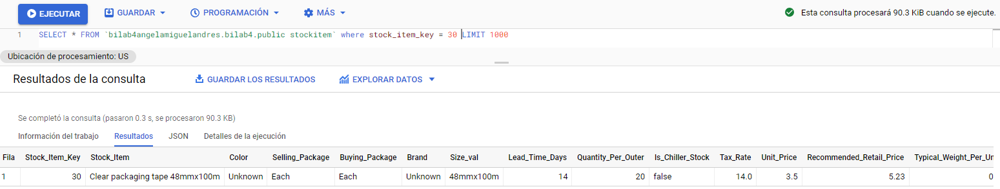 EJECUTAR GUARDAR PROGRAMACIÓN MÁS Esta consulta procesará 90.3 KiB cuando se ejecute.
1 SELECT * FROM `bilab4angelamiguelandres.bilab4.public stockitem` where stock_item_key = 30 LIMIT 1000
Ubicación de procesamiento: US
Resultados de la consulta GUARDAR LOS RESULTADOS EXPLORAR DATOS
Se completó la consulta (pasaron 0.3 s, se procesaron 90.3 KB)
Información del trabajo Resultados JSON Detalles de la ejecución
Fila Stock_Item_Key Stock_Item Color Selling_Package Buying_Package Brand Size_val Lead_Time_Days Quantity_Per_Outer Is_Chiller_Stock Tax_Rate Unit_Price Recommended_Retail_Price Typical_Weight_Per_Un
1 30 Clear packaging tape 48mmx100m Unknown Each Each Unknown 48mmx100m 14 20 false 14.0 3.5 5.23 0